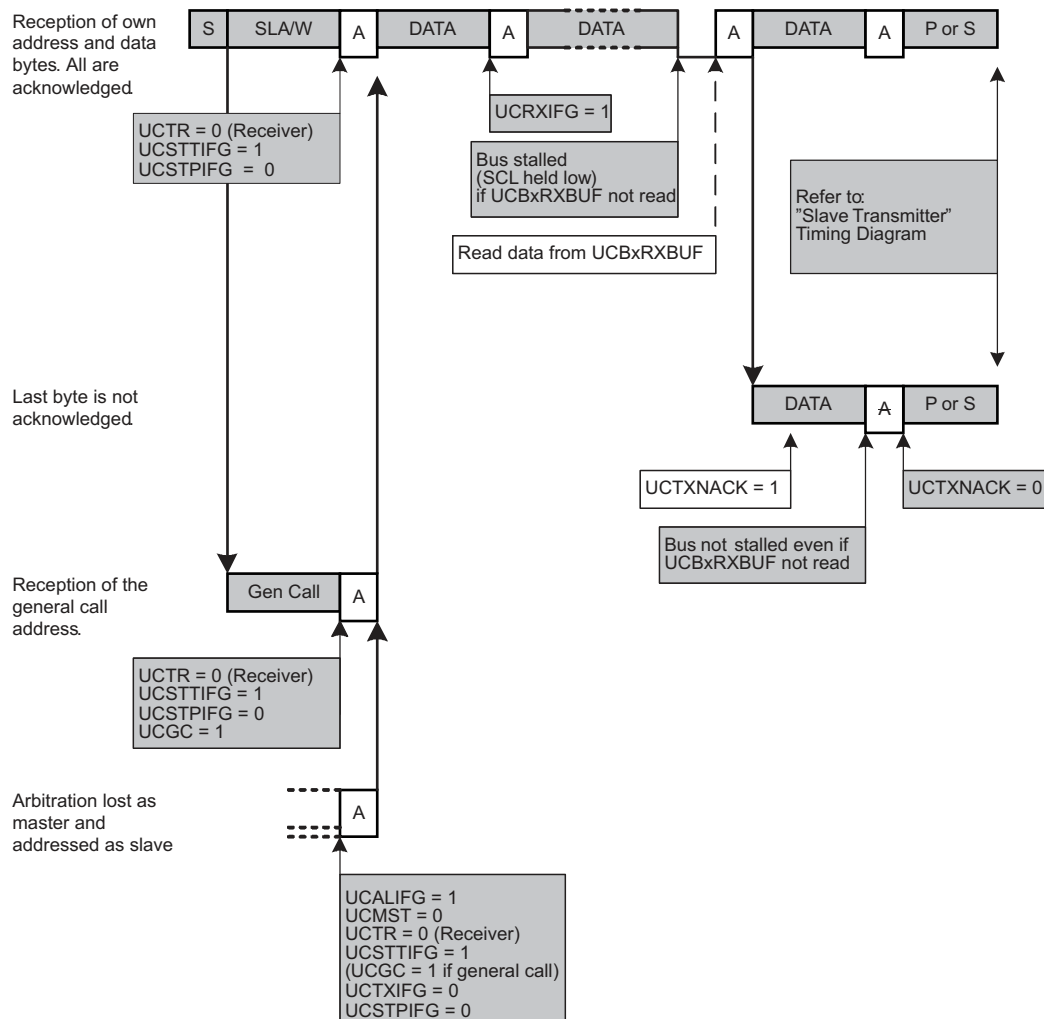 Reception of own
address and data
bytes. All are
acknowledged.
S SLA/W A DATA A DATA A DATA A P or S
UCTR = 0 (Receiver)
UCSTTIFG = 1
UCSTPIFG = 0
UCRXIFG = 1
Bus stalled
(SCL held low)
if UCBxRXBUF not read
Read data from UCBxRXBUF
Refer to:
”Slave Transmitter”
Timing Diagram
Last byte is not
acknowledged.
DATA A P or S
UCTXNACK = 1
UCTXNACK = 0
Bus not stalled even if
UCBxRXBUF not read
Reception of the
general call
address.
Gen Call A
UCTR = 0 (Receiver)
UCSTTIFG = 1
UCSTPIFG = 0
UCGC = 1
Arbitration lost as
master and
addressed as slave
A
UCALIFG = 1
UCMST = 0
UCTR = 0 (Receiver)
UCSTTIFG = 1
(UCGC = 1 if general call)
UCTXIFG = 0
UCSTPIFG = 0